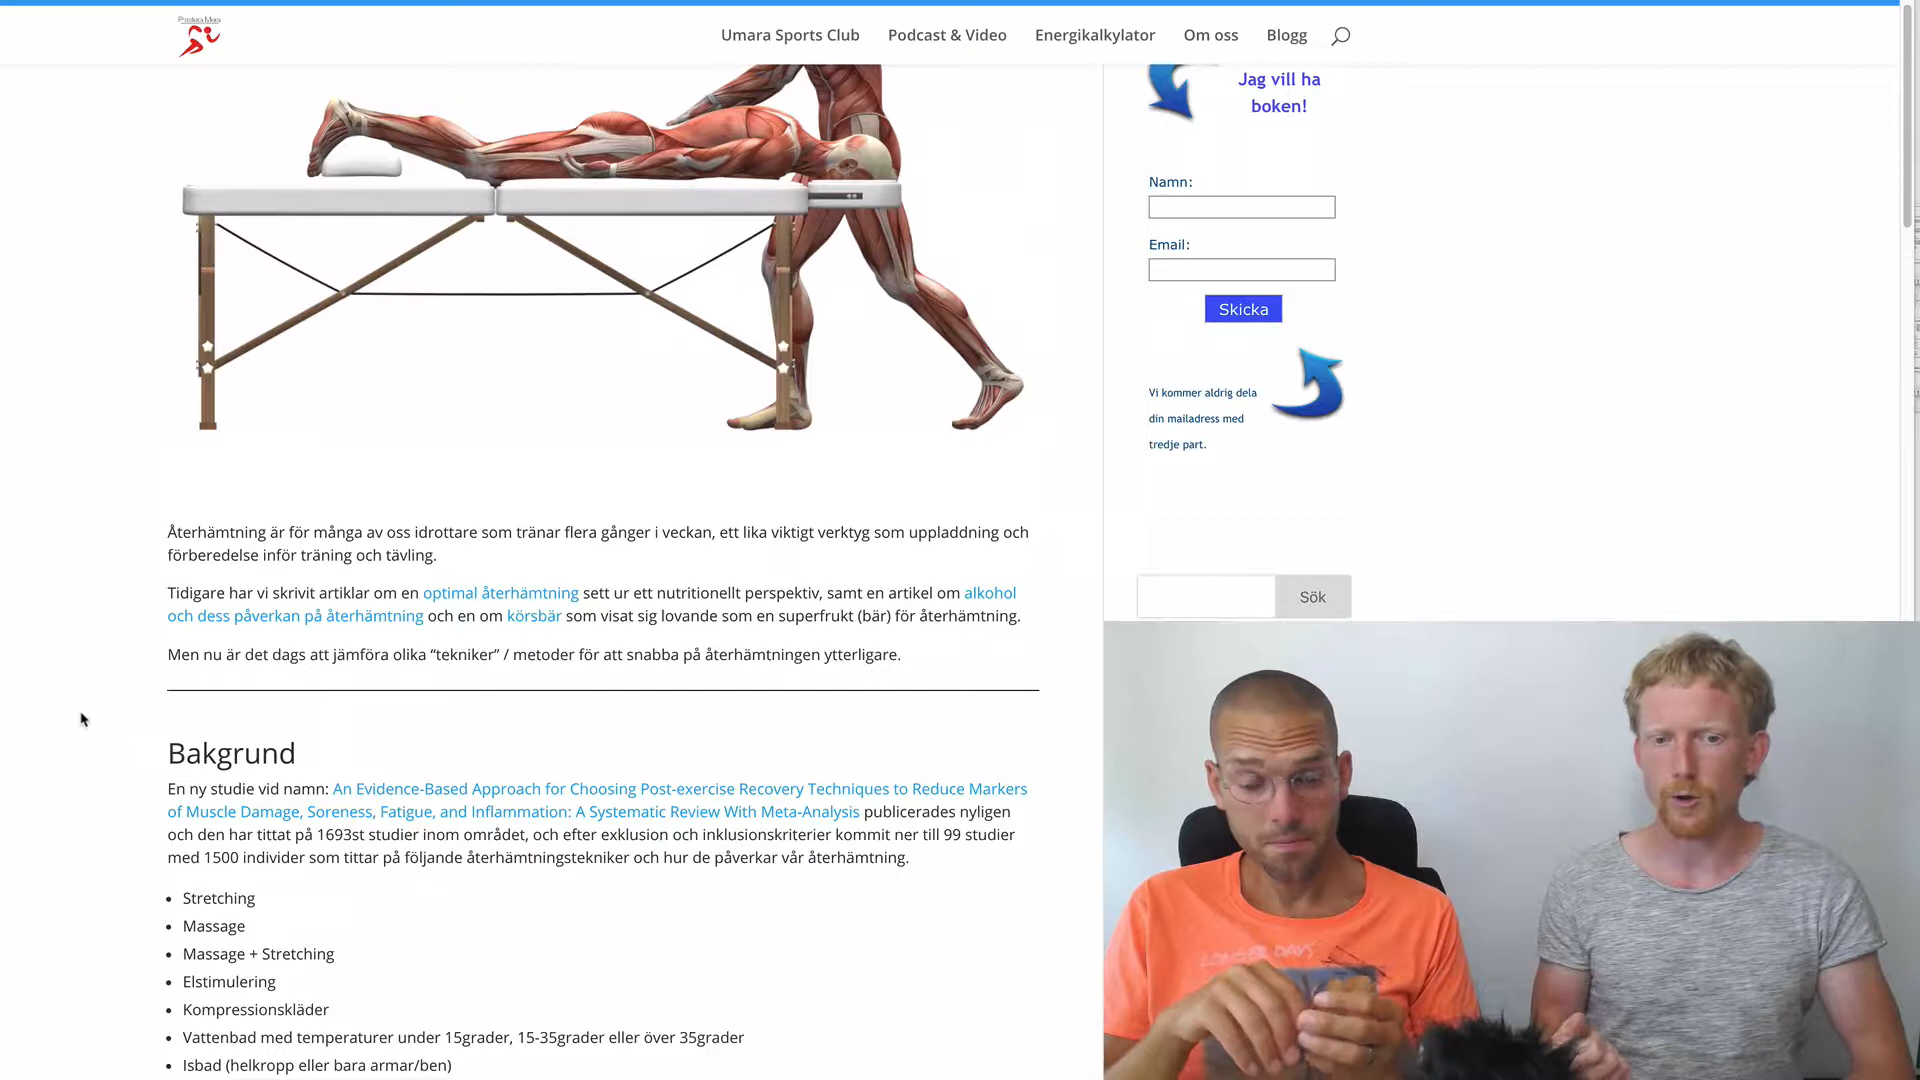 Prestera Mera
Umara Sports Club
Podcast & Video
Energikalkylator
Om oss
Blogg
Jag vill ha
boken!
Namn:
Email:
Skicka
Vi kommer aldrig dela
din mailadress med
tredje part.
Sök
Återhämtning är för många av oss idrottare som tränar flera gånger i veckan, ett lika viktigt verktyg som uppladdning och
förberedelse inför träning och tävling.
Tidigare har vi skrivit artiklar om en optimal återhämtning sett ur ett nutritionellt perspektiv, samt en artikel om alkohol
och dess påverkan på återhämtning och en om körsbär som visat sig lovande som en superfrukt (bär) för återhämtning.
Men nu är det dags att jämföra olika “tekniker” / metoder för att snabba på återhämtningen ytterligare.
Bakgrund
En ny studie vid namn: An Evidence-Based Approach for Choosing Post-exercise Recovery Techniques to Reduce Markers
of Muscle Damage, Soreness, Fatigue, and Inflammation: A Systematic Review With Meta-Analysis publicerades nyligen
och den har tittat på 1693st studier inom området, och efter exklusion och inklusionskriterier kommit ner till 99 studier
med 1500 individer som tittar på följande återhämtningstekniker och hur de påverkar vår återhämtning.
• Stretching
• Massage
• Massage + Stretching
• Elstimulering
• Kompressionskläder
• Vattenbad med temperaturer under 15grader, 15-35grader eller över 35grader
• Isbad (helkropp eller bara armar/ben)
LONGER DAYS